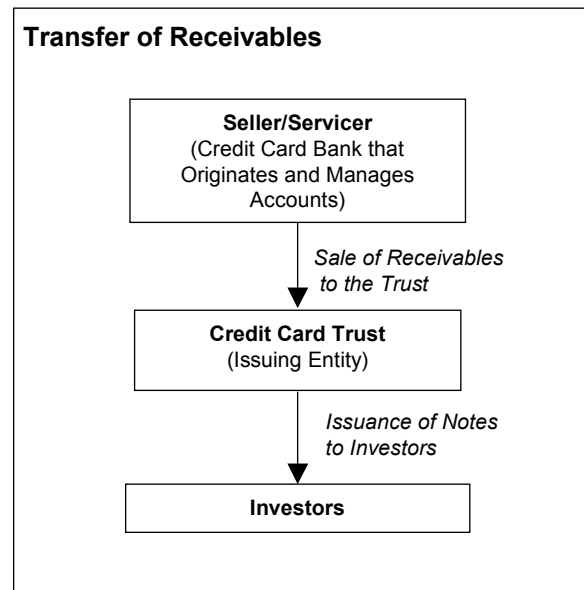 Transfer of Receivables
Seller/Servicer
(Credit Card Bank that
Originates and Manages
Accounts)
Sale of Receivables
to the Trust
Credit Card Trust
(Issuing Entity)
Issuance of Notes
to Investors
Investors